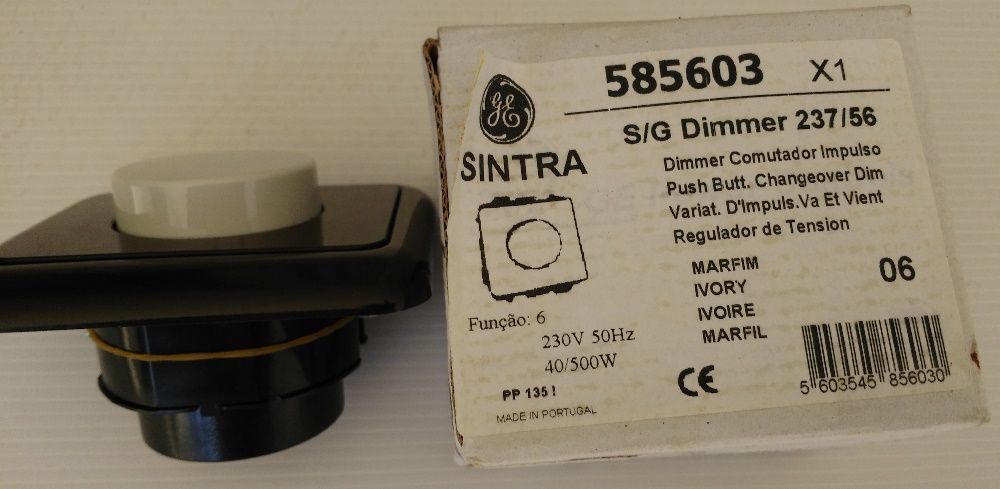 585603 X1
GE
SINTRA
S/G Dimmer 237/56
Dimmer Comutador Impulso
Push Butt. Changeover Dim
Variat. D'Impuls.Va Et Vient
Regulador de Tension
MARFIM
IVORY
IVOIRE
MARFIL
06
Função: 6
230V 50Hz
40/500W
PP 135
MADE IN PORTUGAL
CE
5 603545 856030